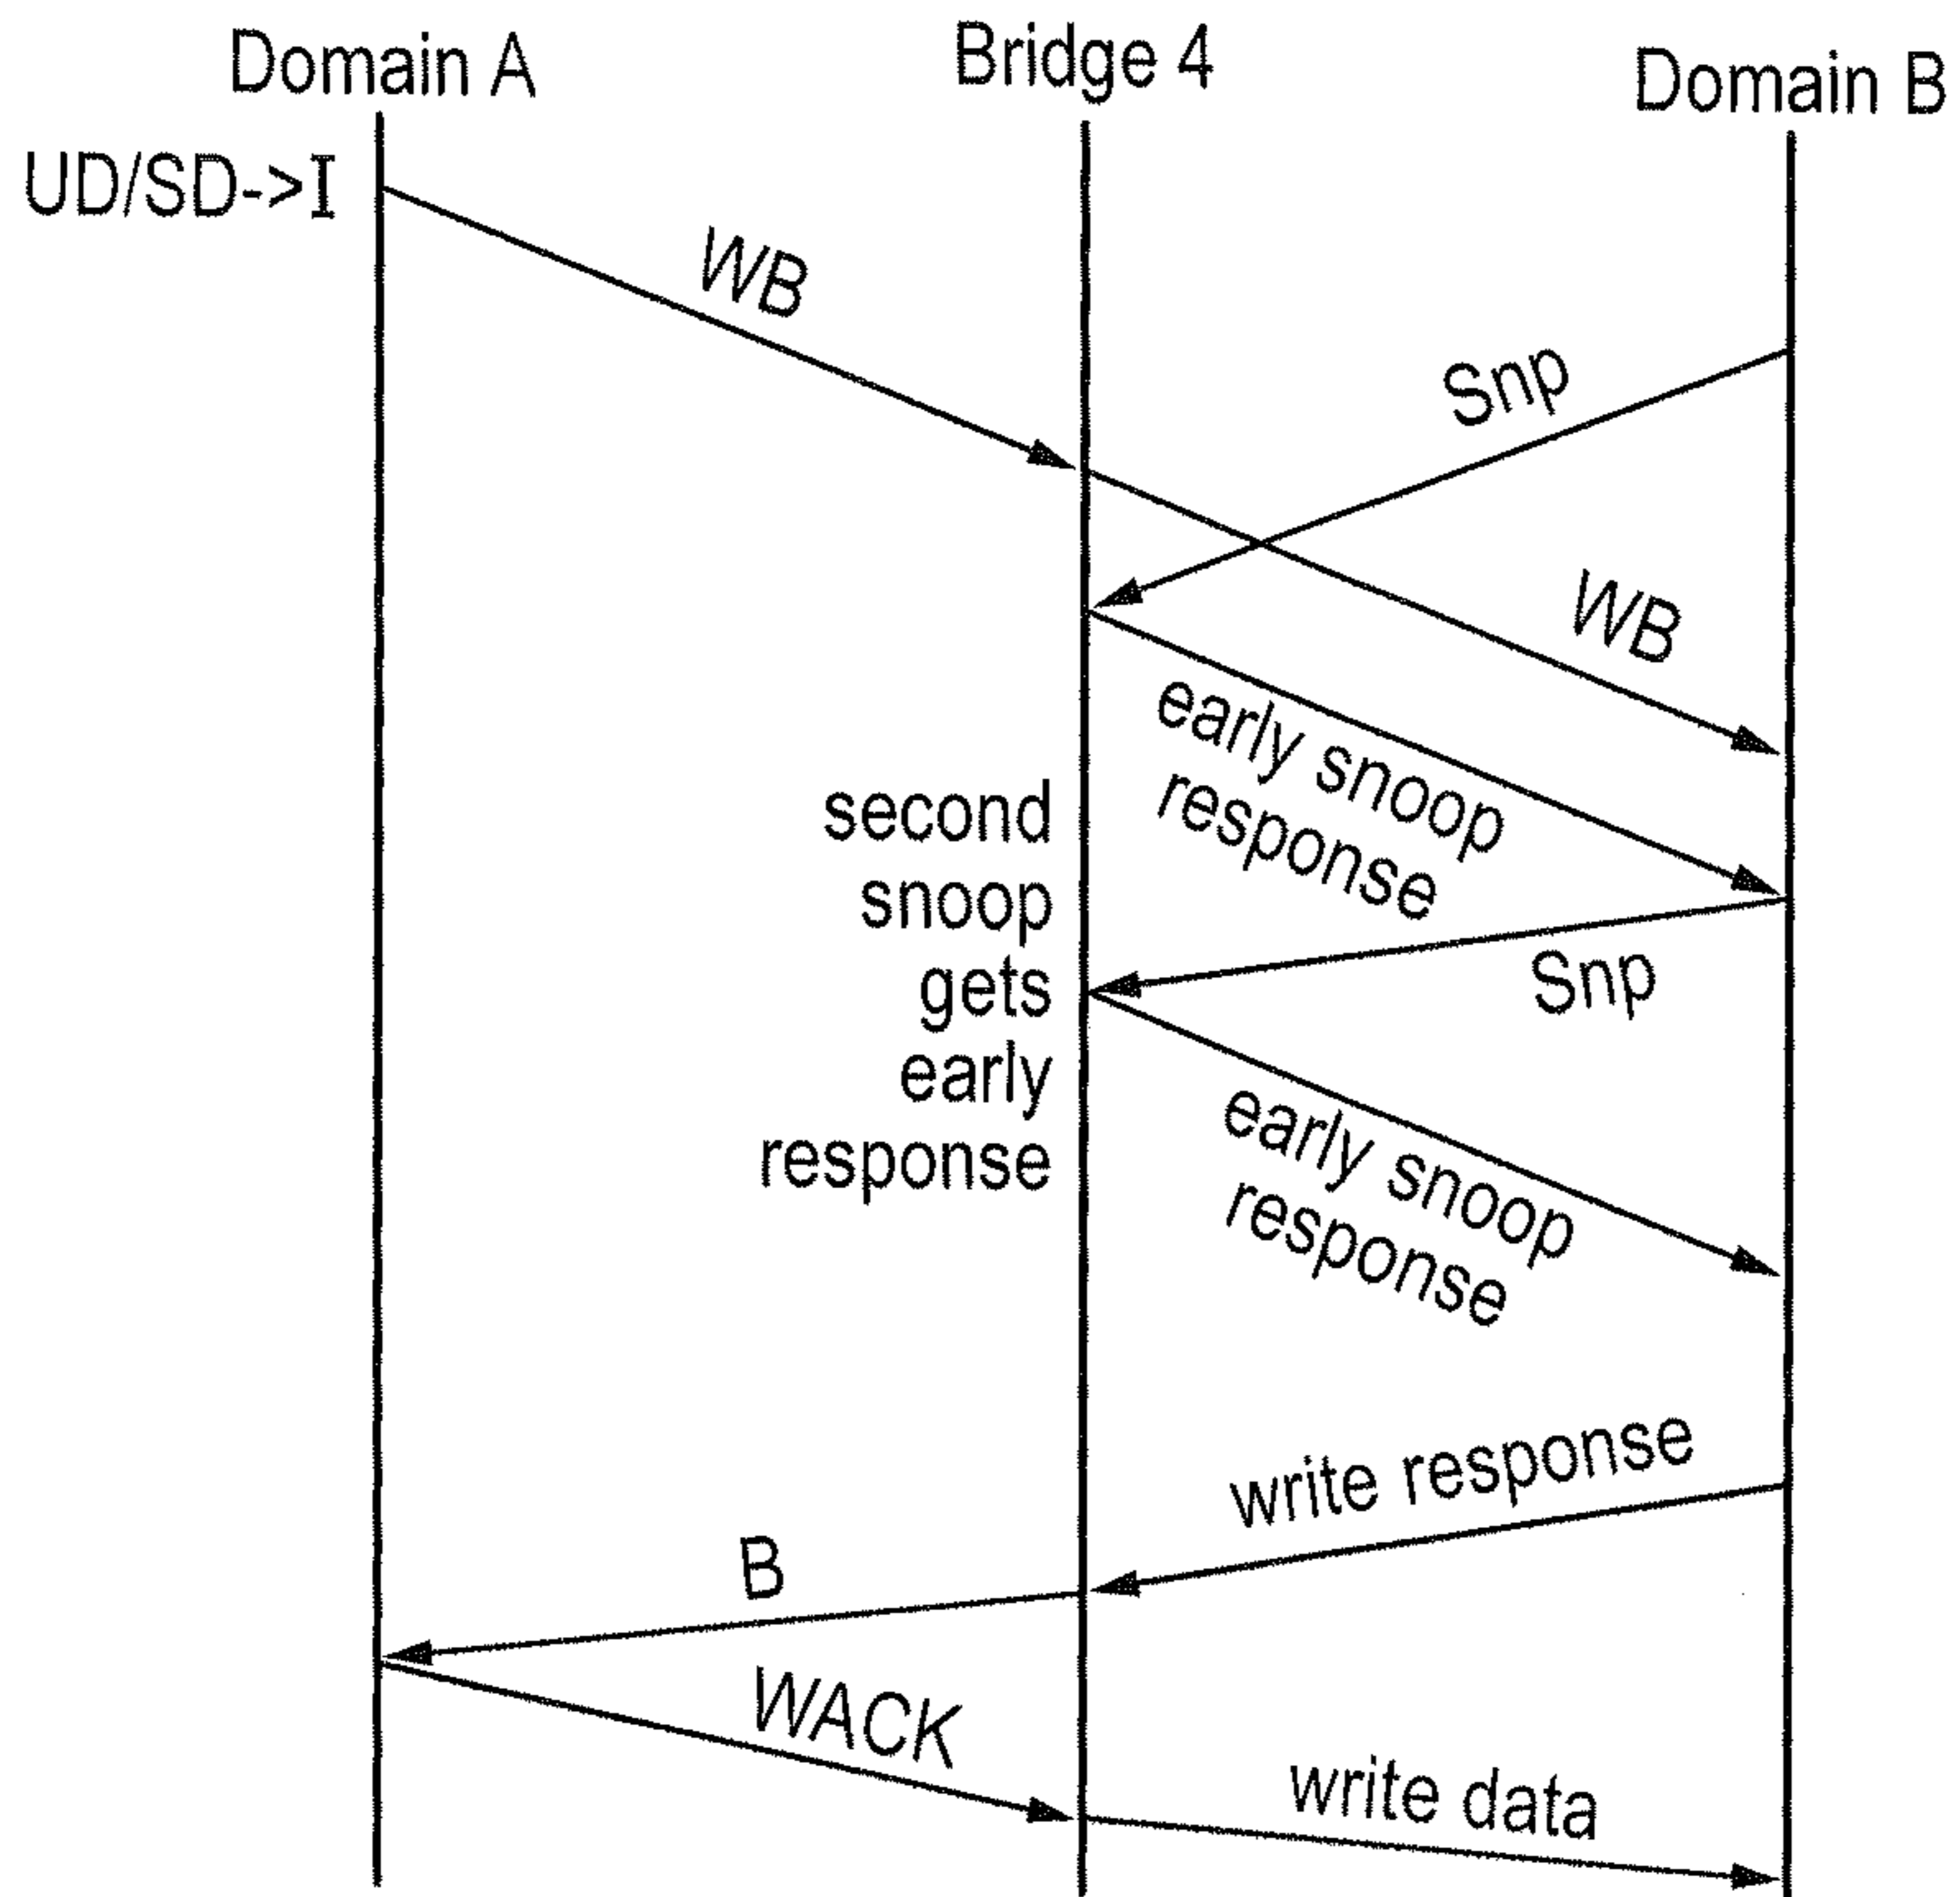 Domain A
Bridge 4
Domain B
UD/SD->I
WB
Snp
WB
early snoop
response
second
snoop
gets
early
response
Snp
early snoop
response
write response
B
WACK
write data